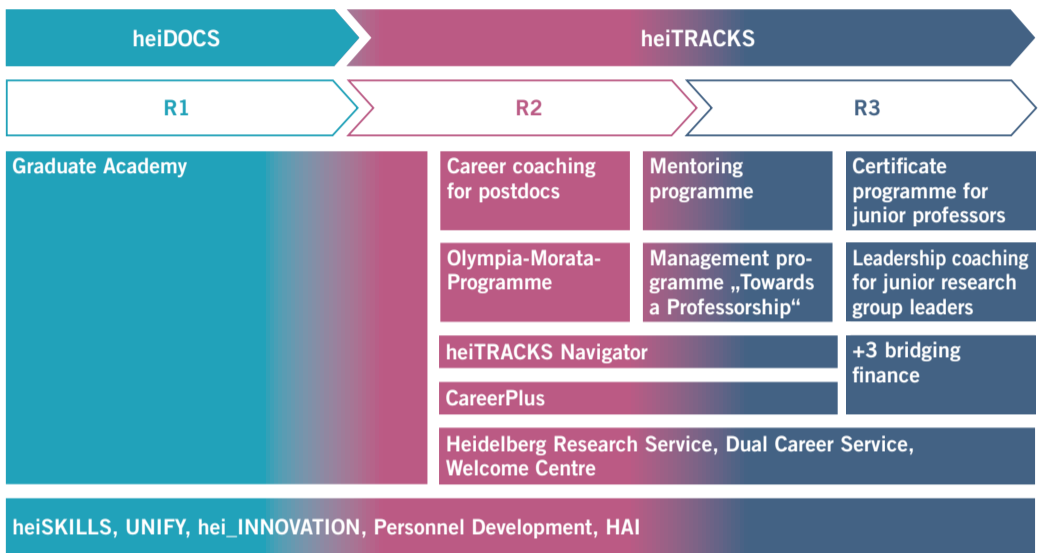 heiDOCS
heiTRACKS
R1
R2
R3
Graduate Academy
Career coaching
for postdocs
Mentoring
programme
Certificate
programme for
junior professors
Olympia-Morata-
Programme
Management pro-
gramme „Towards
a Professorship“
Leadership coaching
for junior research
group leaders
heiTRACKS Navigator
+3 bridging
finance
CareerPlus
Heidelberg Research Service, Dual Career Service,
Welcome Centre
heiSKILLS, UNIFY, hei_INNOVATION, Personnel Development, HAI